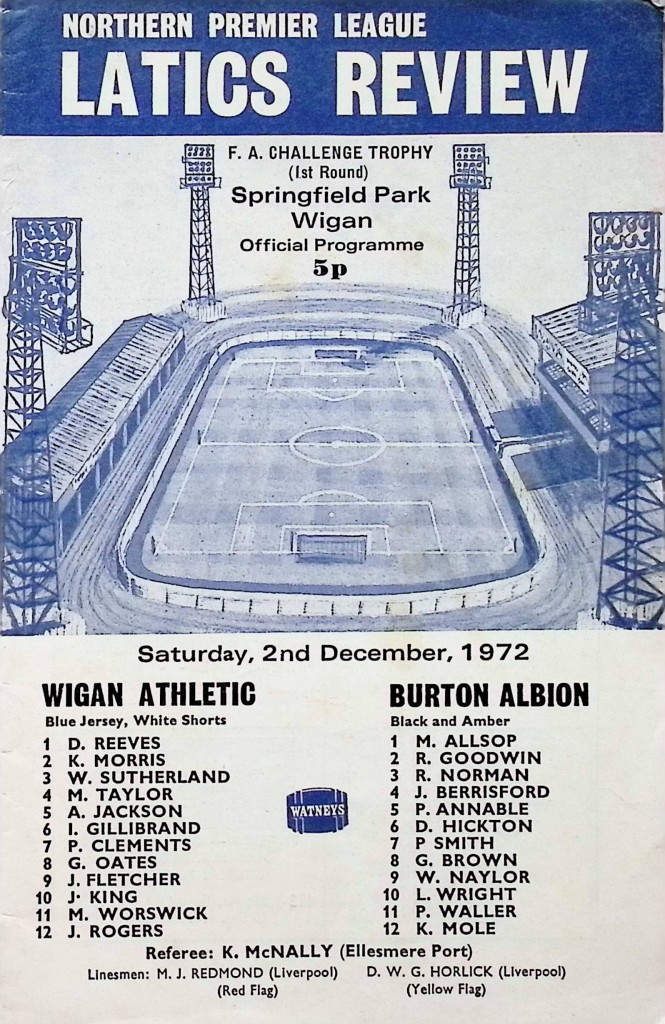 NORTHERN PREMIER LEAGUE
LATICS REVIEW
F. A. CHALLENGE TROPHY
(1st Round)
Springfield Park
Wigan
Official Programme
5p
Saturday, 2nd December, 1972
WIGAN ATHLETIC
Blue Jersey, White Shorts
1 D. REEVES
2 K. MORRIS
3 W. SUTHERLAND
4 M. TAYLOR
5 A. JACKSON
6 I. GILLIBRAND
7 P. CLEMENTS
8 G. OATES
9 J. FLETCHER
10 J. KING
11 M. WORSWICK
12 J. ROGERS
WATNEYS
BURTON ALBION
Black and Amber
1 M. ALLSOP
2 R. GOODWIN
3 R. NORMAN
4 J. BERRISFORD
5 P. ANNABLE
6 D. HICKTON
7 P SMITH
8 G. BROWN
9 W. NAYLOR
10 L. WRIGHT
11 P. WALLER
12 K. MOLE
Referee: K. McNALLY (Ellesmere Port)
Linesmen: M. J. REDMOND (Liverpool) D. W. G. HORLICK (Liverpool)
(Red Flag) (Yellow Flag)